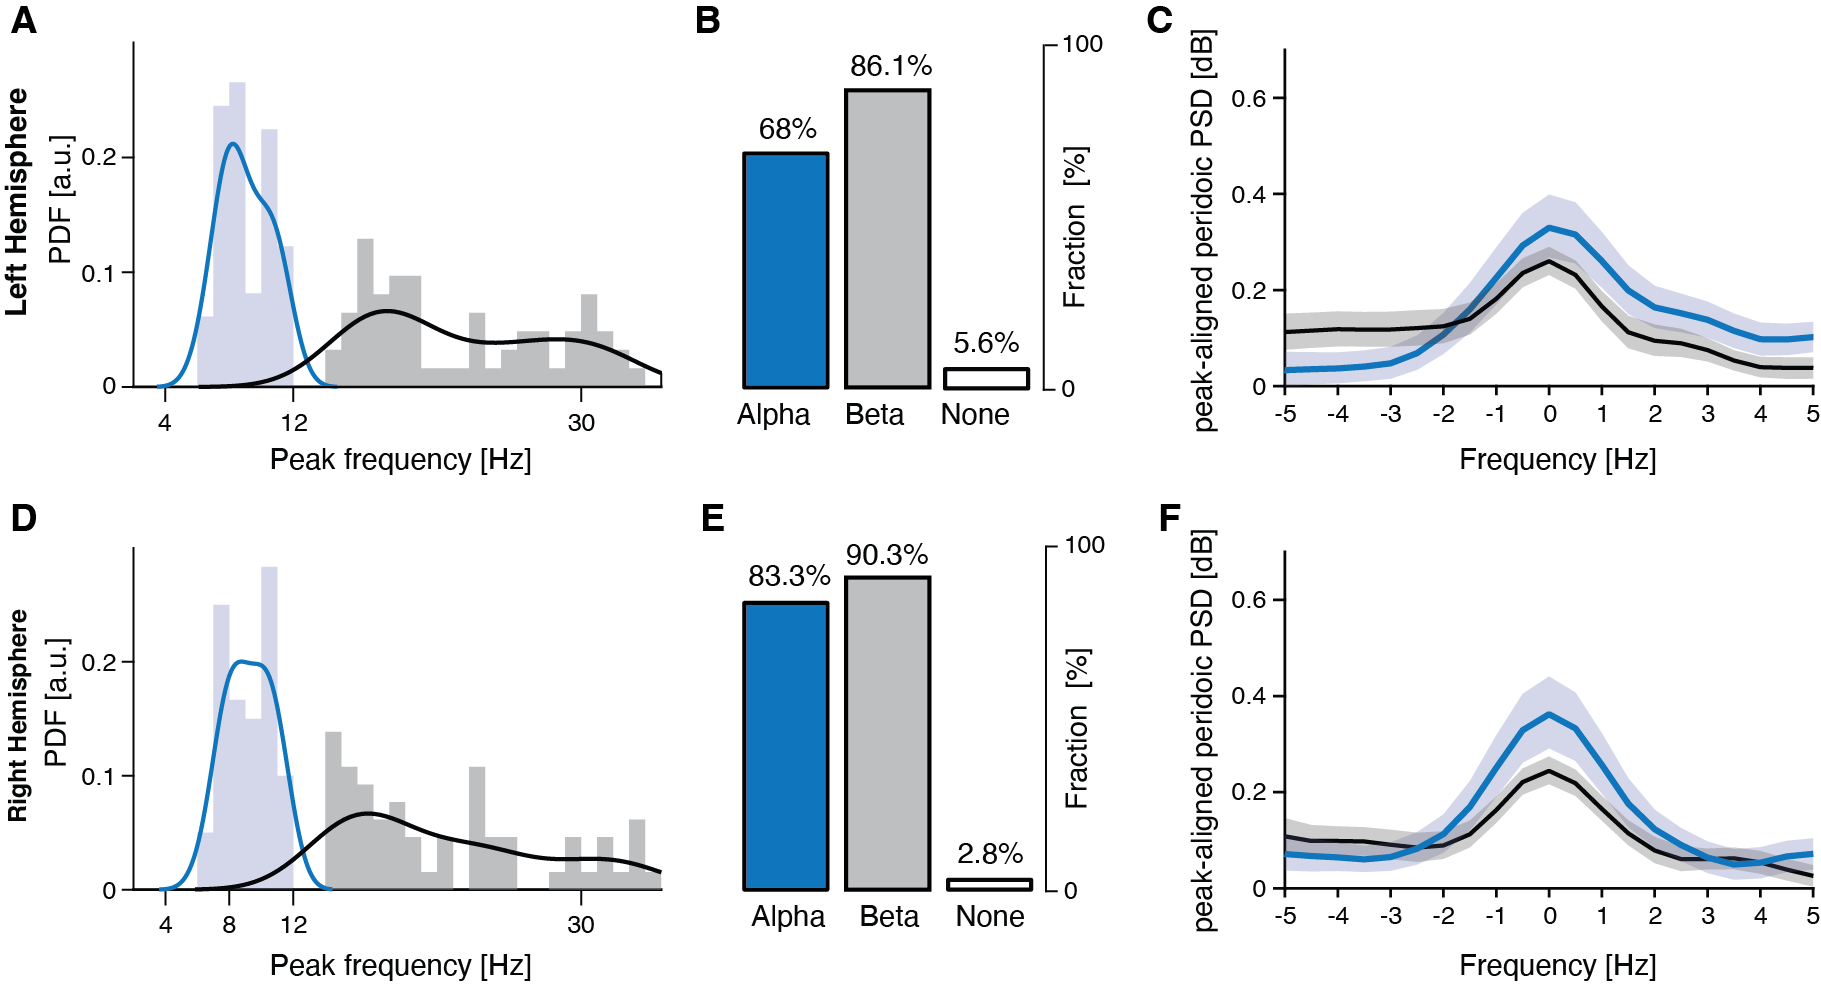 A
Left Hemisphere
PDF [a.u.]
0.2
0.1
0
4
12
30
Peak frequency [Hz]
B
86.1%
68%
5.6%
Alpha
Beta
None
100
0
Fraction [%]
C
peak-aligned peridoic PSD [dB]
0.6
0.4
0.2
0
-5
-4
-3
-2
-1
0
1
2
3
4
5
Frequency [Hz]
D
Right Hemisphere
PDF [a.u.]
0.2
0.1
0
4
8
12
30
Peak frequency [Hz]
E
83.3%
90.3%
2.8%
Alpha
Beta
None
100
0
Fraction [%]
F
peak-aligned peridoic PSD [dB]
0.6
0.4
0.2
0
-5
-4
-3
-2
-1
0
1
2
3
4
5
Frequency [Hz]